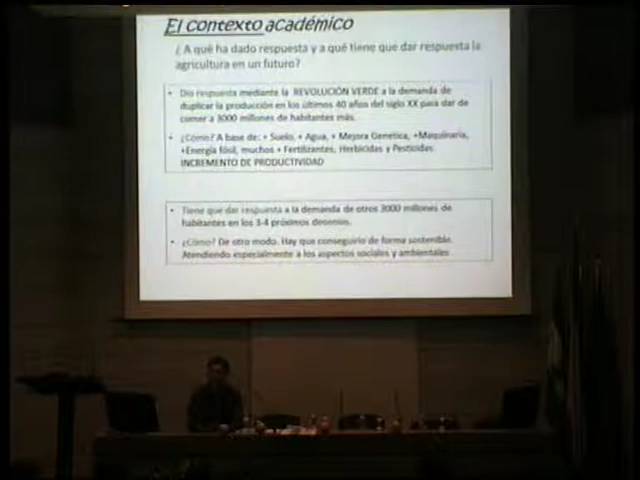 El contexto académico
¿ A qué ha dado respuesta y a qué tiene que dar respuesta la
agricultura en un futuro?
• Dio respuesta mediante la REVOLUCIÓN VERDE a la demanda de
duplicar la producción en los últimos 40 años del siglo XX para dar de
comer a 3000 millones de habitantes más.
• ¿Cómo? A base de: + Suelo, + Agua, + Mejora Genetica, +Maquinaria,
+Energía fósil, muchos + Fertilizantes, Herbicidas y Pesticidas
INCREMENTO DE PRODUCTIVIDAD
• Tiene que dar respuesta a la demanda de otros 3000 millones de
habitantes en los 3-4 próximos decenios.
• ¿Cómo? De otro modo. Hay que conseguirlo de forma sostenible.
Atendiendo especialmente a los aspectos sociales y ambientales